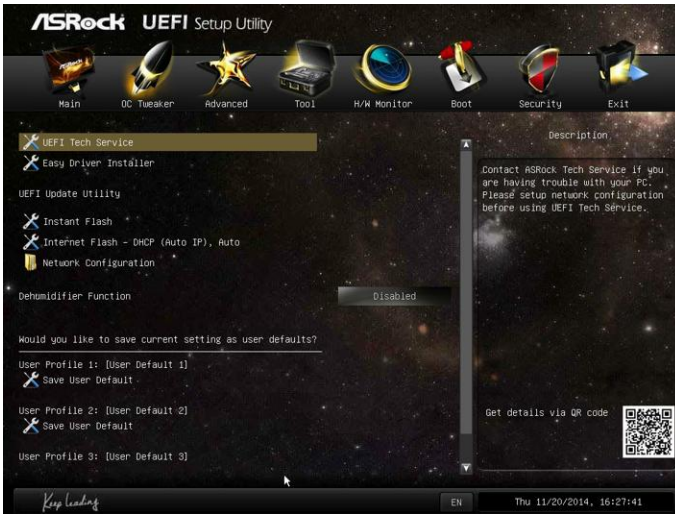 ASRock UEFI Setup Utility
Main OC Tweaker Advanced Tool H/W Monitor Boot Security Exit
UEFI Tech Service
Easy Driver Installer
UEFI Update Utility
Instant Flash
Internet Flash - DHCP (Auto IP), Auto
Network Configuration
Dehumidifier Function Disabled
Would you like to save current setting as user defaults?
User Profile 1: [User Default 1]
Save User Default
User Profile 2: [User Default 2]
Save User Default
User Profile 3: [User Default 3]
Description
Contact ASRock Tech Service if you
are having trouble with your PC.
Please setup network configuration
before using UEFI Tech Service.
Get details via QR code
Keep Leading
EN
Thu 11/20/2014, 16:27:41